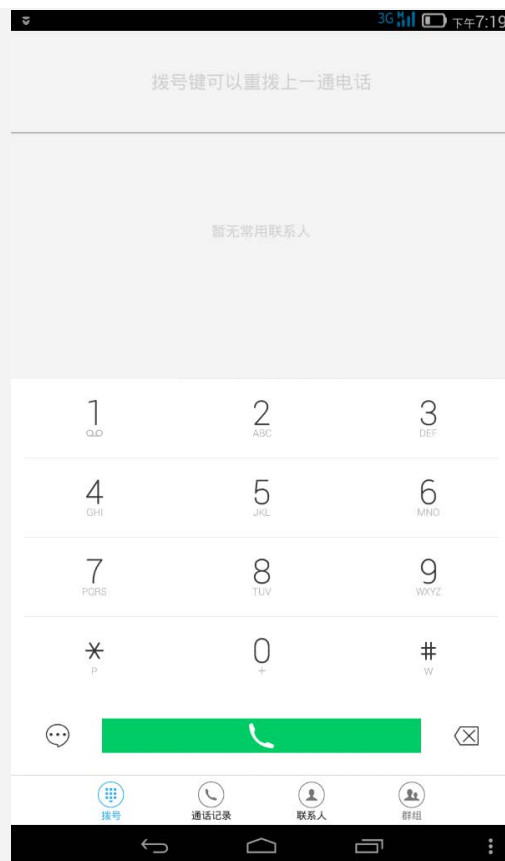 3G H 下午7:19
拨号键可以重拨上一通电话
暂无常用联系人
1 2 3
ABC DEF
4 5 6
GHI JKL MNO
7 8 9
PQRS TUV WXYZ
* 0 #
P + W
拨号 通话记录 联系人 群组